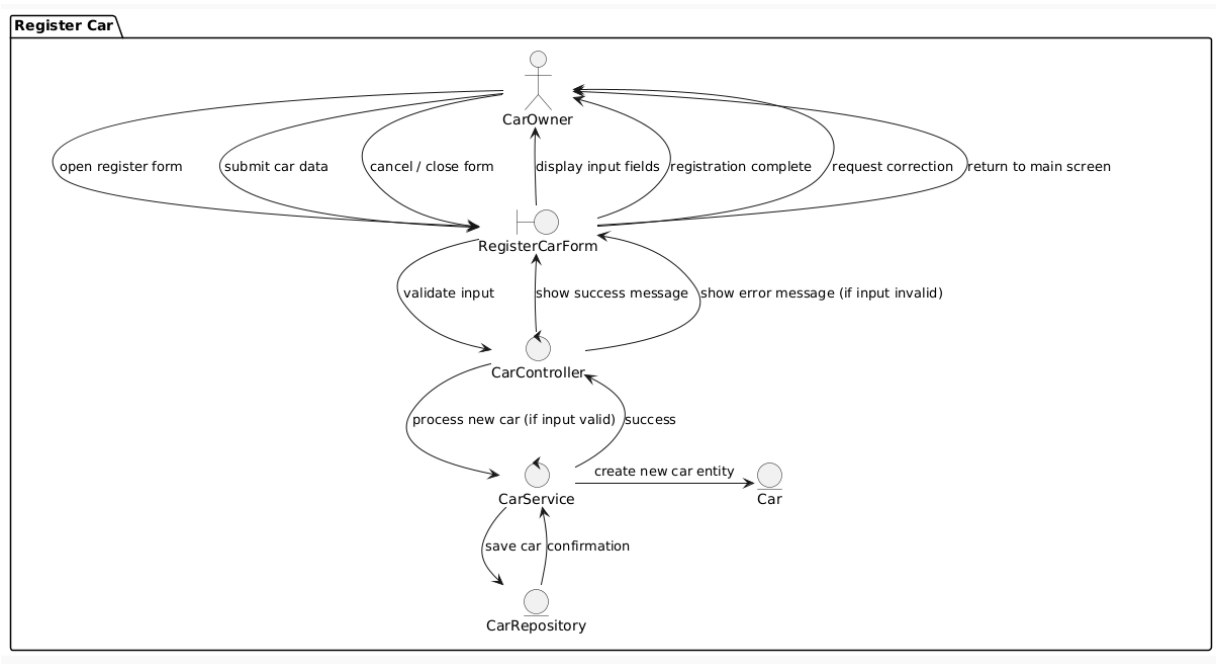 Register Car
CarOwner
open register form
submit car data
cancel / close form
display input fields
registration complete
request correction
return to main screen
RegisterCarForm
validate input
show success message
show error message (if input invalid)
CarController
process new car (if input valid)
success
create new car entity
CarService
Car
save car
confirmation
CarRepository